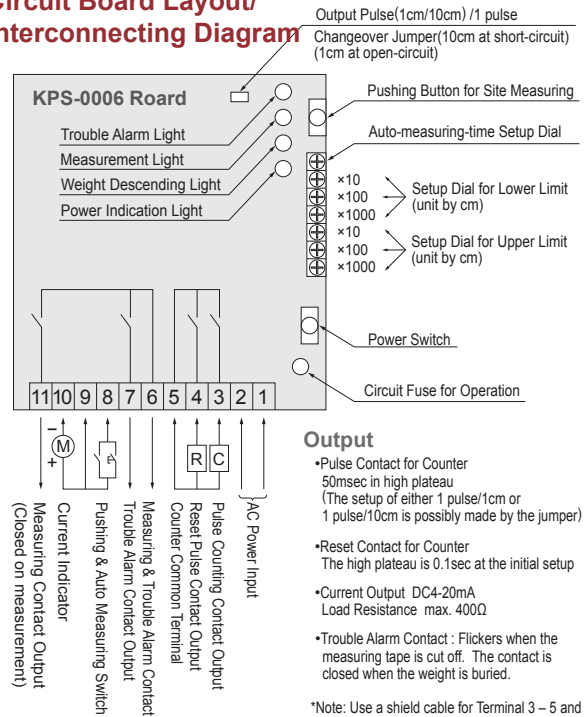 Circuit Board Layout/
Interconnecting Diagram
Output Pulse(1cm/10cm) /1 pulse
Changeover Jumper(10cm at short-circuit)
(1cm at open-circuit)
KPS-0006 Roard
Pushing Button for Site Measuring
Trouble Alarm Light
Auto-measuring-time Setup Dial
Measurement Light
Weight Descending Light
Power Indication Light
×10
×100
×1000
Setup Dial for Lower Limit
(unit by cm)
×10
×100
×1000
Setup Dial for Upper Limit
(unit by cm)
Power Switch
Circuit Fuse for Operation
11 10 9 8 7 6 5 4 3 2 1
−
M
+
R C
Measuring Contact Output
(Closed on measurement)
Current Indicator
Pushing & Auto Measuring Switch
Trouble Alarm Contact Output
Measuring & Trouble Alarm Contact
Counter Common Terminal
Reset Pulse Contact Output
Pulse Counting Contact Output
AC Power Input
Output
•Pulse Contact for Counter
50msec in high plateau
(The setup of either 1 pulse/1cm or
1 pulse/10cm is possibly made by the jumper)
•Reset Contact for Counter
The high plateau is 0.1sec at the initial setup
•Current Output DC4-20mA
Load Resistance max. 400Ω
•Trouble Alarm Contact : Flickers when the
measuring tape is cut off. The contact is
closed when the weight is buried.
*Note: Use a shield cable for Terminal 3 – 5 and